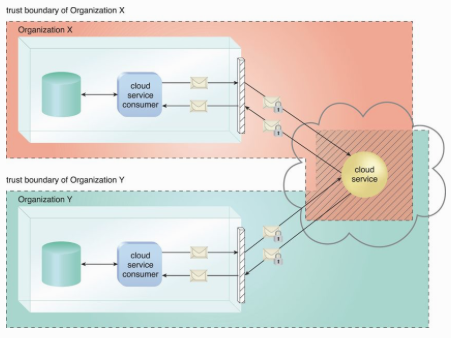 trust boundary of Organization X
Organization X
cloud
service
consumer
cloud
service
trust boundary of Organization Y
Organization Y
cloud
service
consumer